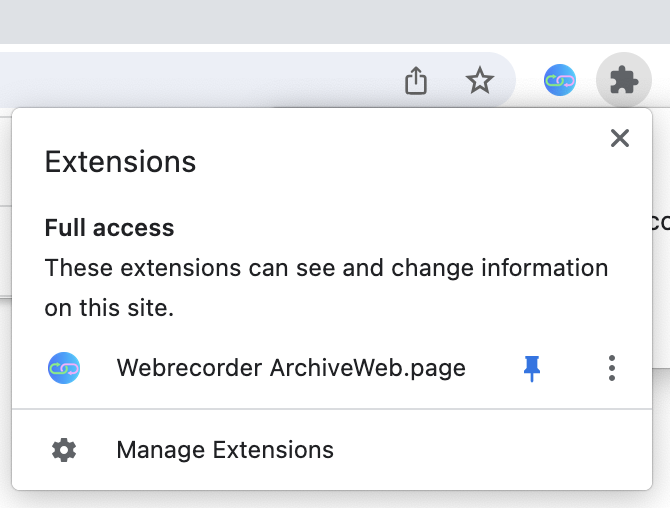 Extensions
Full access
These extensions can see and change information
on this site.
Webrecorder ArchiveWeb.page
Manage Extensions